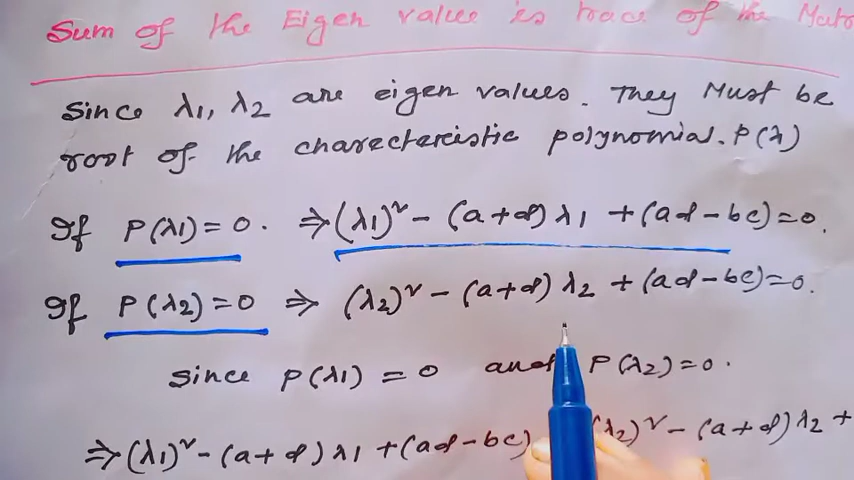 Sum of the Eigen value is trace of the
Since λ1, λ2 are eigen values. They Must be
root of the charecteristic polynomial. P(λ)
If P(λ1)=0. ⇒(λ1)² - (a+d)λ1 +(ad-bc)=0.
If P(λ2)=0 ⇒ (λ2)² - (a+d)λ2 +(ad-bc)=0.
Since P(λ1) = 0 and P(λ2)=0.
⇒(λ1)² - (a+d)λ1 +(ad-bc) λ2)² - (a+d)λ2 +